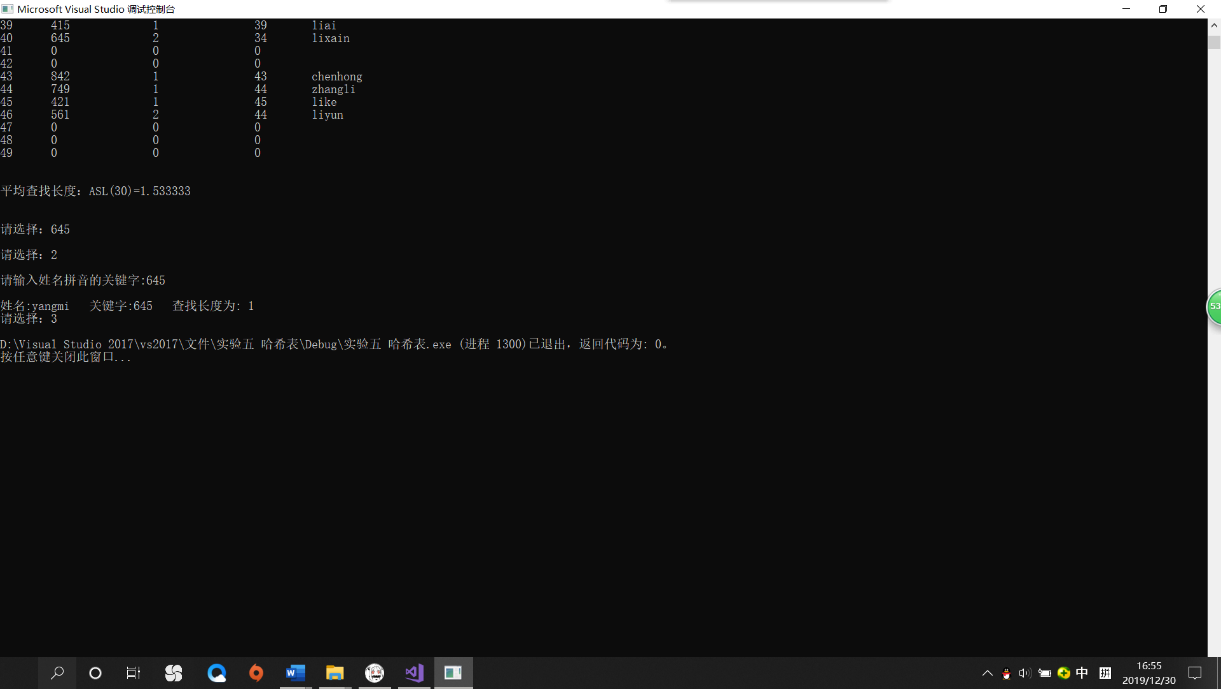 Microsoft Visual Studio 调试控制台
39 415 1 39 liai
40 645 2 34 lixain
41 0 0 0
42 0 0 0
43 842 1 43 chenhong
44 749 1 44 zhangli
45 421 1 45 like
46 561 2 44 liyun
47 0 0 0
48 0 0 0
49 0 0 0
平均查找长度：ASL(30)=1.533333
请选择：645
请选择：2
请输入姓名拼音的关键字:645
姓名:yangmi 关键字:645 查找长度为: 1
请选择：3
D:\Visual Studio 2017\vs2017\文件\实验五 哈希表\Debug\实验五 哈希表.exe (进程 1300)已退出，返回代码为: 0。
按任意键关闭此窗口...
53
W
中
拼
16:55
2019/12/30